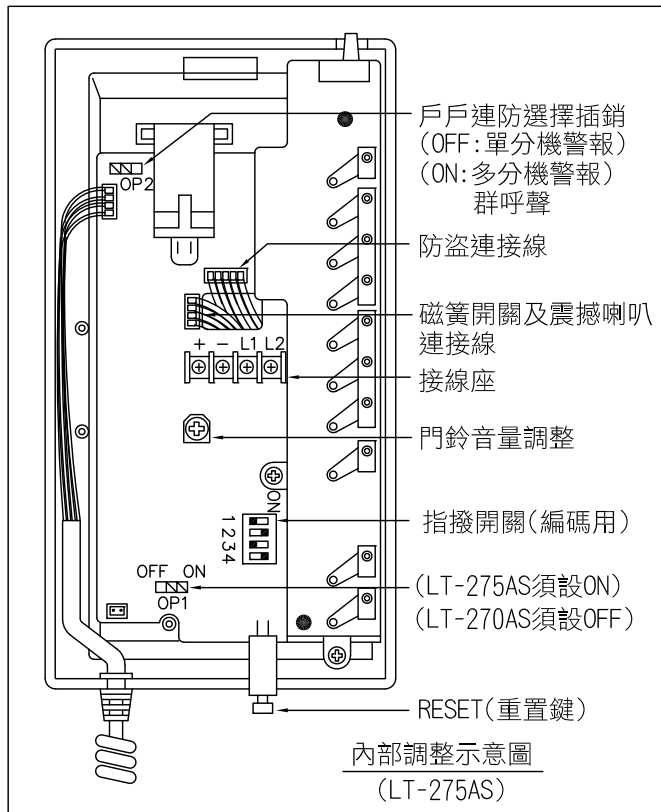 戶戶連防選擇插銷
(OFF:單分機警報)
(ON:多分機警報)
群呼聲
OP2
防盜連接線
磁簧開關及震撼喇叭
連接線
+ − L1 L2
接線座
門鈴音量調整
ON
1
2
3
4
指撥開關(編碼用)
OFF ON
OP1
(LT-275AS須設ON)
(LT-270AS須設OFF)
RESET(重置鍵)
內部調整示意圖
(LT-275AS)